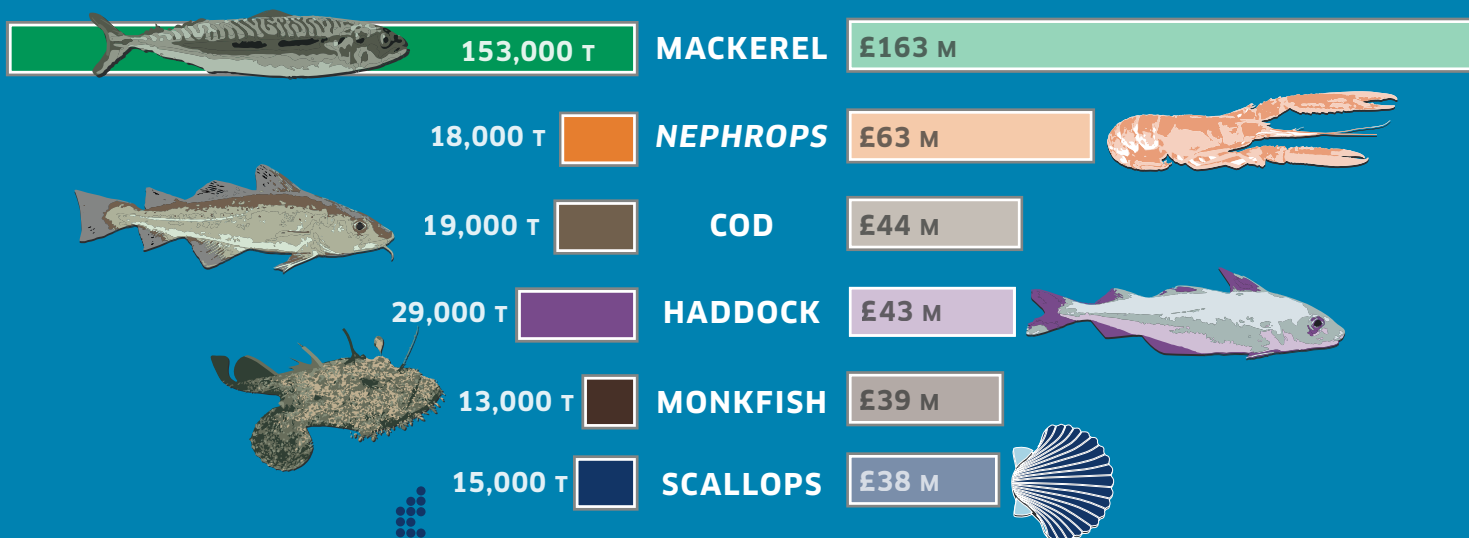 153,000 T MACKEREL £163 M
18,000 T NEPHROPS £63 M
19,000 T COD £44 M
29,000 T HADDOCK £43 M
13,000 T MONKFISH £39 M
15,000 T SCALLOPS £38 M